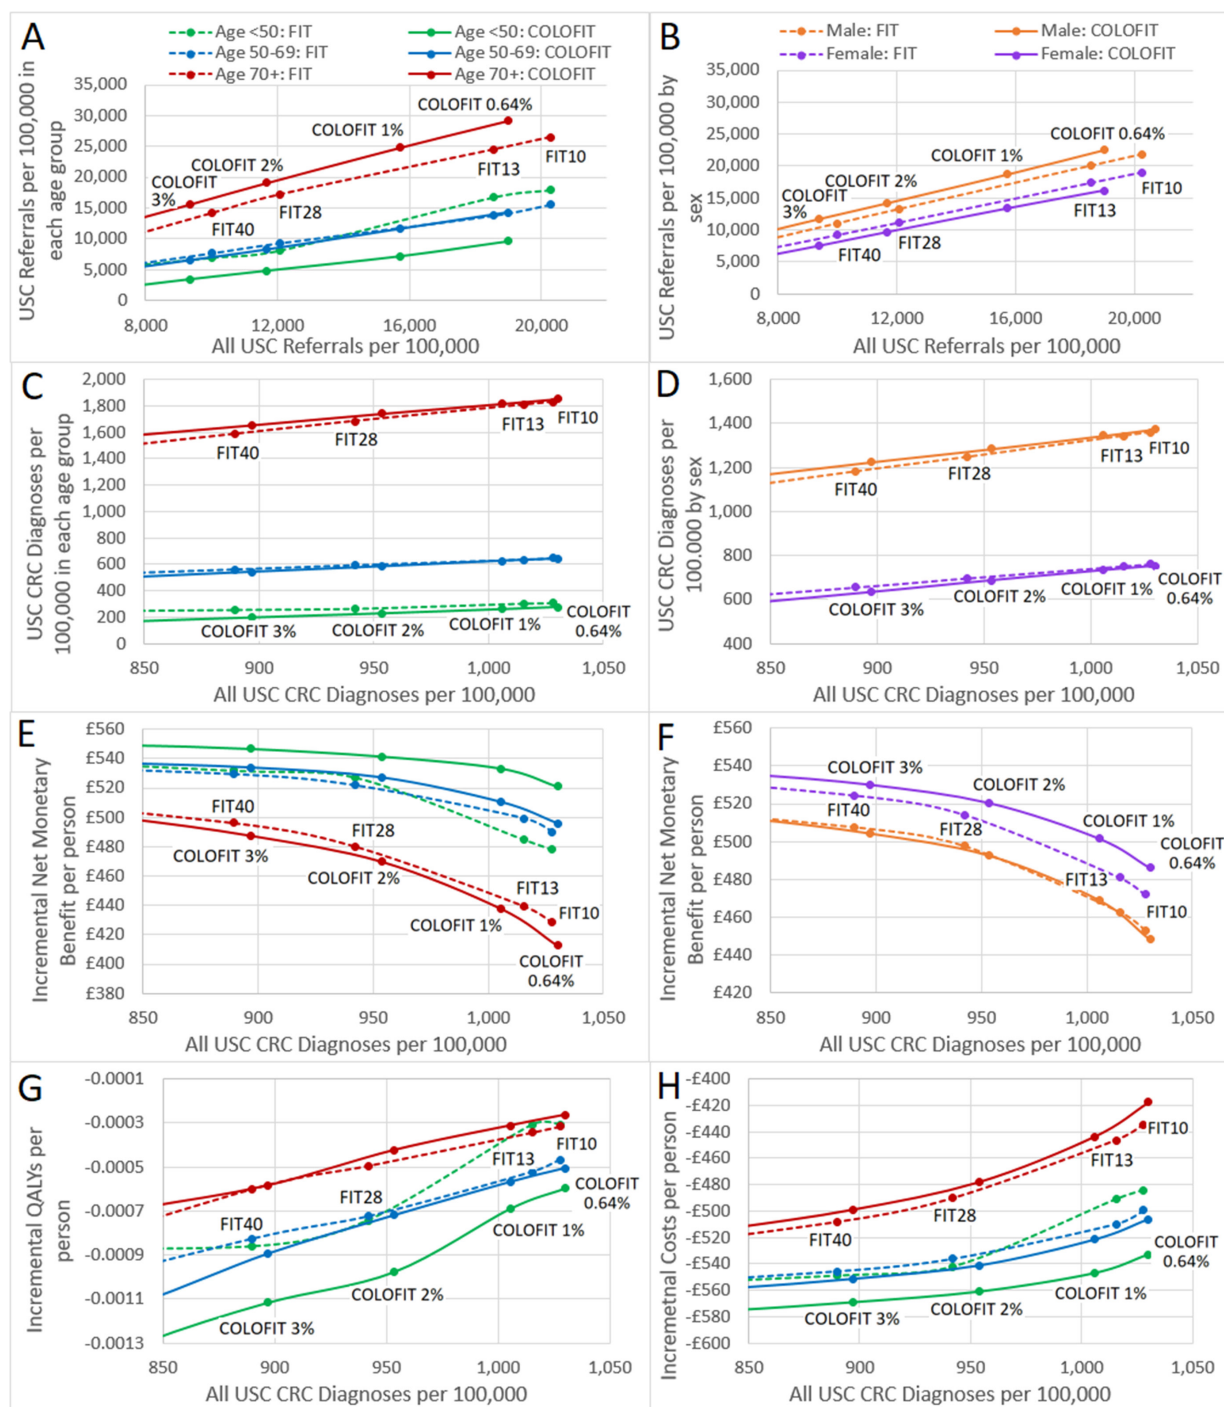 A
Age <50: FIT
Age <50: COLOFIT
Age 50-69: FIT
Age 50-69: COLOFIT
Age 70+: FIT
Age 70+: COLOFIT
USC Referrals per 100,000 in
each age group
35,000
30,000
25,000
20,000
15,000
10,000
5,000
0
COLOFIT 0.64%
COLOFIT 1%
COLOFIT 2%
COLOFIT
3%
FIT10
FIT13
FIT28
FIT40
8,000
12,000
16,000
20,000
All USC Referrals per 100,000
B
Male: FIT
Male: COLOFIT
Female: FIT
Female: COLOFIT
USC Referrals per 100,000 by
sex
35,000
30,000
25,000
20,000
15,000
10,000
5,000
0
COLOFIT 0.64%
COLOFIT 1%
COLOFIT 2%
COLOFIT
3%
FIT10
FIT13
FIT28
FIT40
8,000
12,000
16,000
20,000
All USC Referrals per 100,000
C
USC CRC Diagnoses per
100,000 in each age group
2,000
1,800
1,600
1,400
1,200
1,000
800
600
400
200
0
FIT40
FIT28
FIT13
FIT10
COLOFIT 3%
COLOFIT 2%
COLOFIT 1%
COLOFIT
0.64%
850
900
950
1,000
1,050
All USC CRC Diagnoses per 100,000
D
USC CRC Diagnoses per
100.000 by sex
1,600
1,400
1,200
1,000
800
600
400
FIT40
FIT28
FIT13
FIT10
COLOFIT 3%
COLOFIT 2%
COLOFIT 1%
COLOFIT
0.64%
850
900
950
1,000
1,050
All USC CRC Diagnoses per 100,000
E
Incremental Net Monetary
Benefit per person
£560
£540
£520
£500
£480
£460
£440
£420
£400
£380
FIT40
FIT28
COLOFIT 3%
COLOFIT 2%
FIT13
FIT10
COLOFIT 1%
COLOFIT
0.64%
850
900
950
1,000
1,050
All USC CRC Diagnoses per 100,000
F
Incremental Net Monetary
Benefit per person
£560
£540
£520
£500
£480
£460
£440
£420
COLOFIT 3%
COLOFIT 2%
FIT40
FIT28
COLOFIT 1%
COLOFIT
0.64%
FIT13
FIT10
850
900
950
1,000
1,050
All USC CRC Diagnoses per 100,000
G
Incremental QALYs per
person
-0.0001
-0.0003
-0.0005
-0.0007
-0.0009
-0.0011
-0.0013
FIT10
FIT13
FIT28
FIT40
COLOFIT
0.64%
COLOFIT 1%
COLOFIT 2%
COLOFIT 3%
850
900
950
1,000
1,050
All USC CRC Diagnoses per 100,000
H
Incremetnal Costs per person
-£400
-£420
-£440
-£460
-£480
-£500
-£520
-£540
-£560
-£580
-£600
FIT10
FIT13
FIT28
FIT40
COLOFIT
0.64%
COLOFIT 1%
COLOFIT 2%
COLOFIT 3%
850
900
950
1,000
1,050
All USC CRC Diagnoses per 100,000